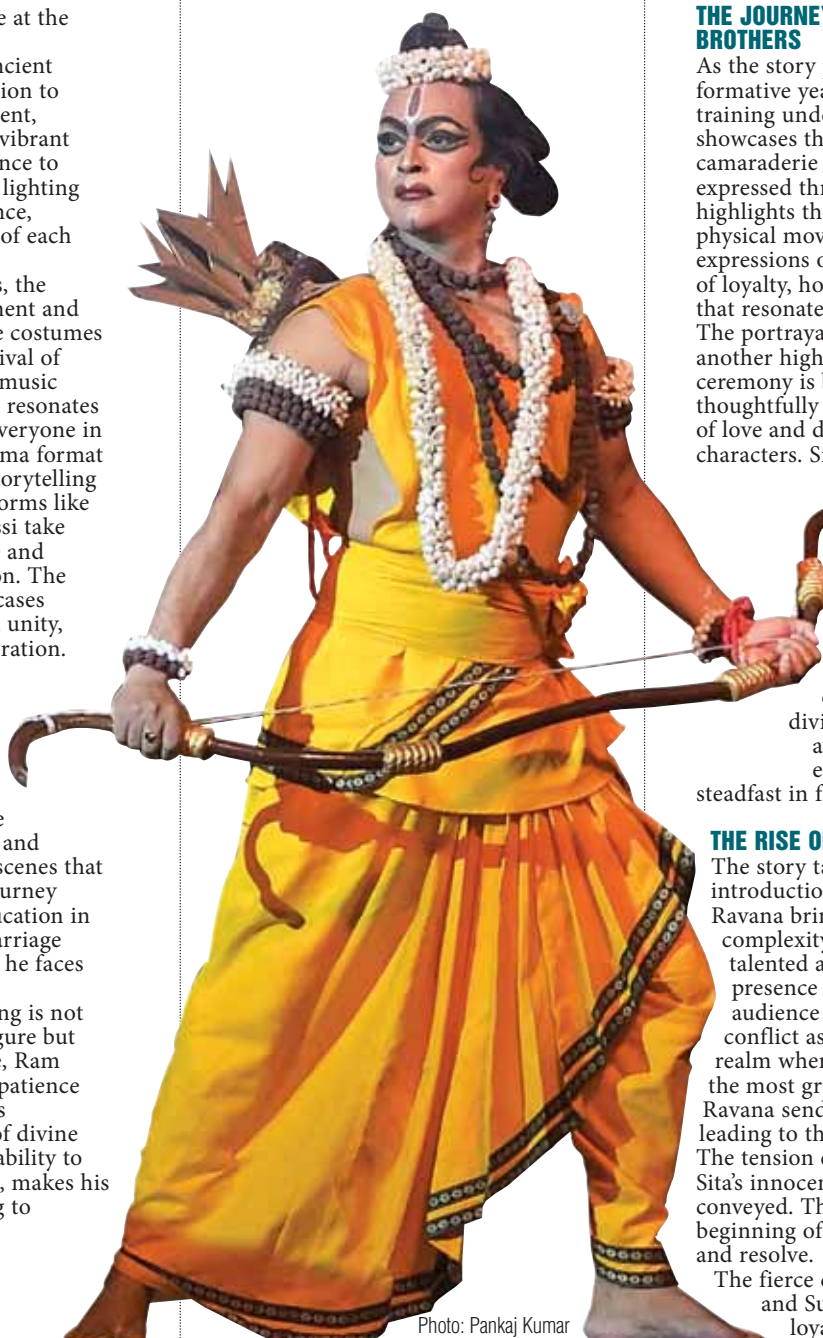 e at the
ncient
ion to
ent,
vibrant
nce to
lighting
nce,
of each
s, the
nent and
e costumes
ival of
music
resonates
veryone in
ma format
orytelling
orms like
ssi take
and
on. The
cases
unity,
ration.
e
and
scenes that
urney
ucation in
arriage
he faces
ng is not
gure but
e, Ram
patience
s
of divine
ability to
, makes his
g to
Photo: Pankaj Kumar
THE JOURNEY
BROTHERS
As the story
formative yea
training unde
showcases th
camaraderie
expressed thr
highlights th
physical mov
expressions o
of loyalty, ho
that resonate
The portraya
another high
ceremony is b
thoughtfully
of love and d
characters. Si
divi
a
e
steadfast in f
THE RISE O
The story ta
introductio
Ravana brin
complexity
talented a
presence
audience
conflict as
realm wher
the most gr
Ravana send
leading to th
The tension
Sita's innocen
conveyed. Th
beginning of
and resolve.
The fierce
and Su
loya